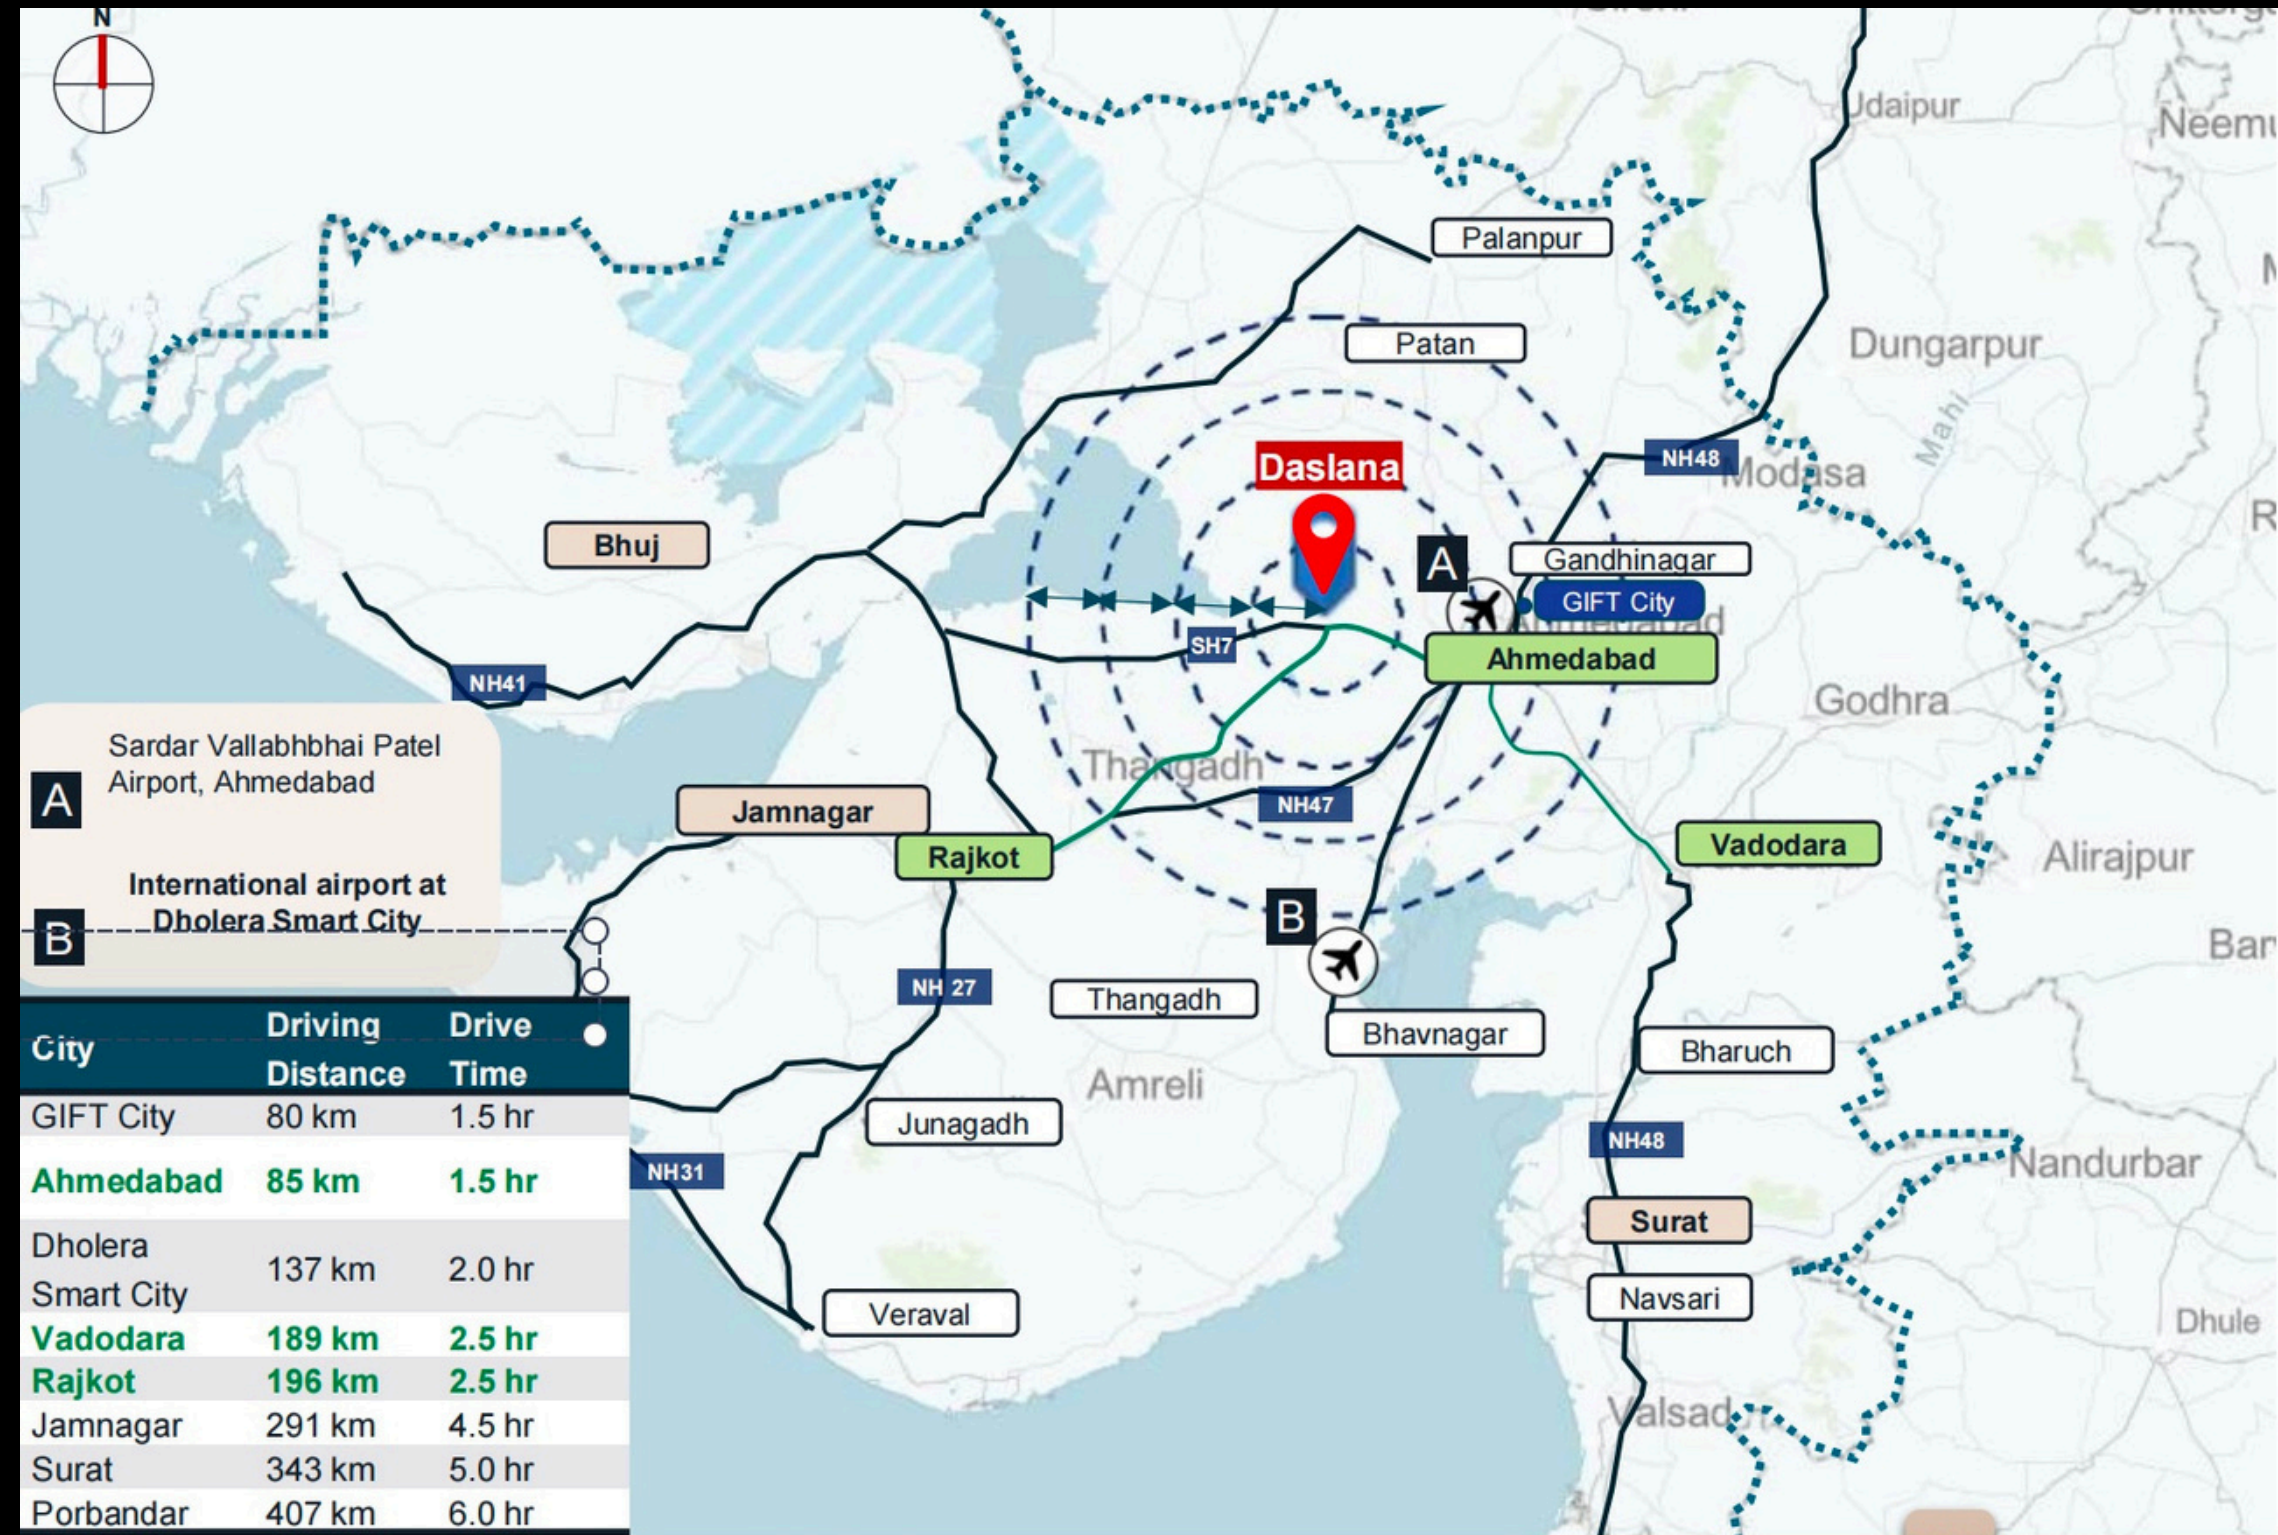 N
Udaipur
Palanpur
Patan
Dungarpur
Mahi
Daslana
NH48
Modasa
Bhuj
A
Gandhinagar
GIFT City
Ahmedabad
SH7
Ahmedabad
NH41
Godhra
Sardar Vallabhbhai Patel
Airport, Ahmedabad
A
Thangadh
NH47
Jamnagar
Rajkot
Vadodara
Alirajpur
International airport at
Dholera Smart City
B
B
NH 27
Thangadh
Bhavnagar
Bharuch
Amreli
Junagadh
NH48
Nandurbar
NH31
Surat
Navsari
Veraval
Dhule
Valsad
City Driving Distance Drive Time
GIFT City 80 km 1.5 hr
Ahmedabad 85 km 1.5 hr
Dholera
Smart City 137 km 2.0 hr
Vadodara 189 km 2.5 hr
Rajkot 196 km 2.5 hr
Jamnagar 291 km 4.5 hr
Surat 343 km 5.0 hr
Porbandar 407 km 6.0 hr